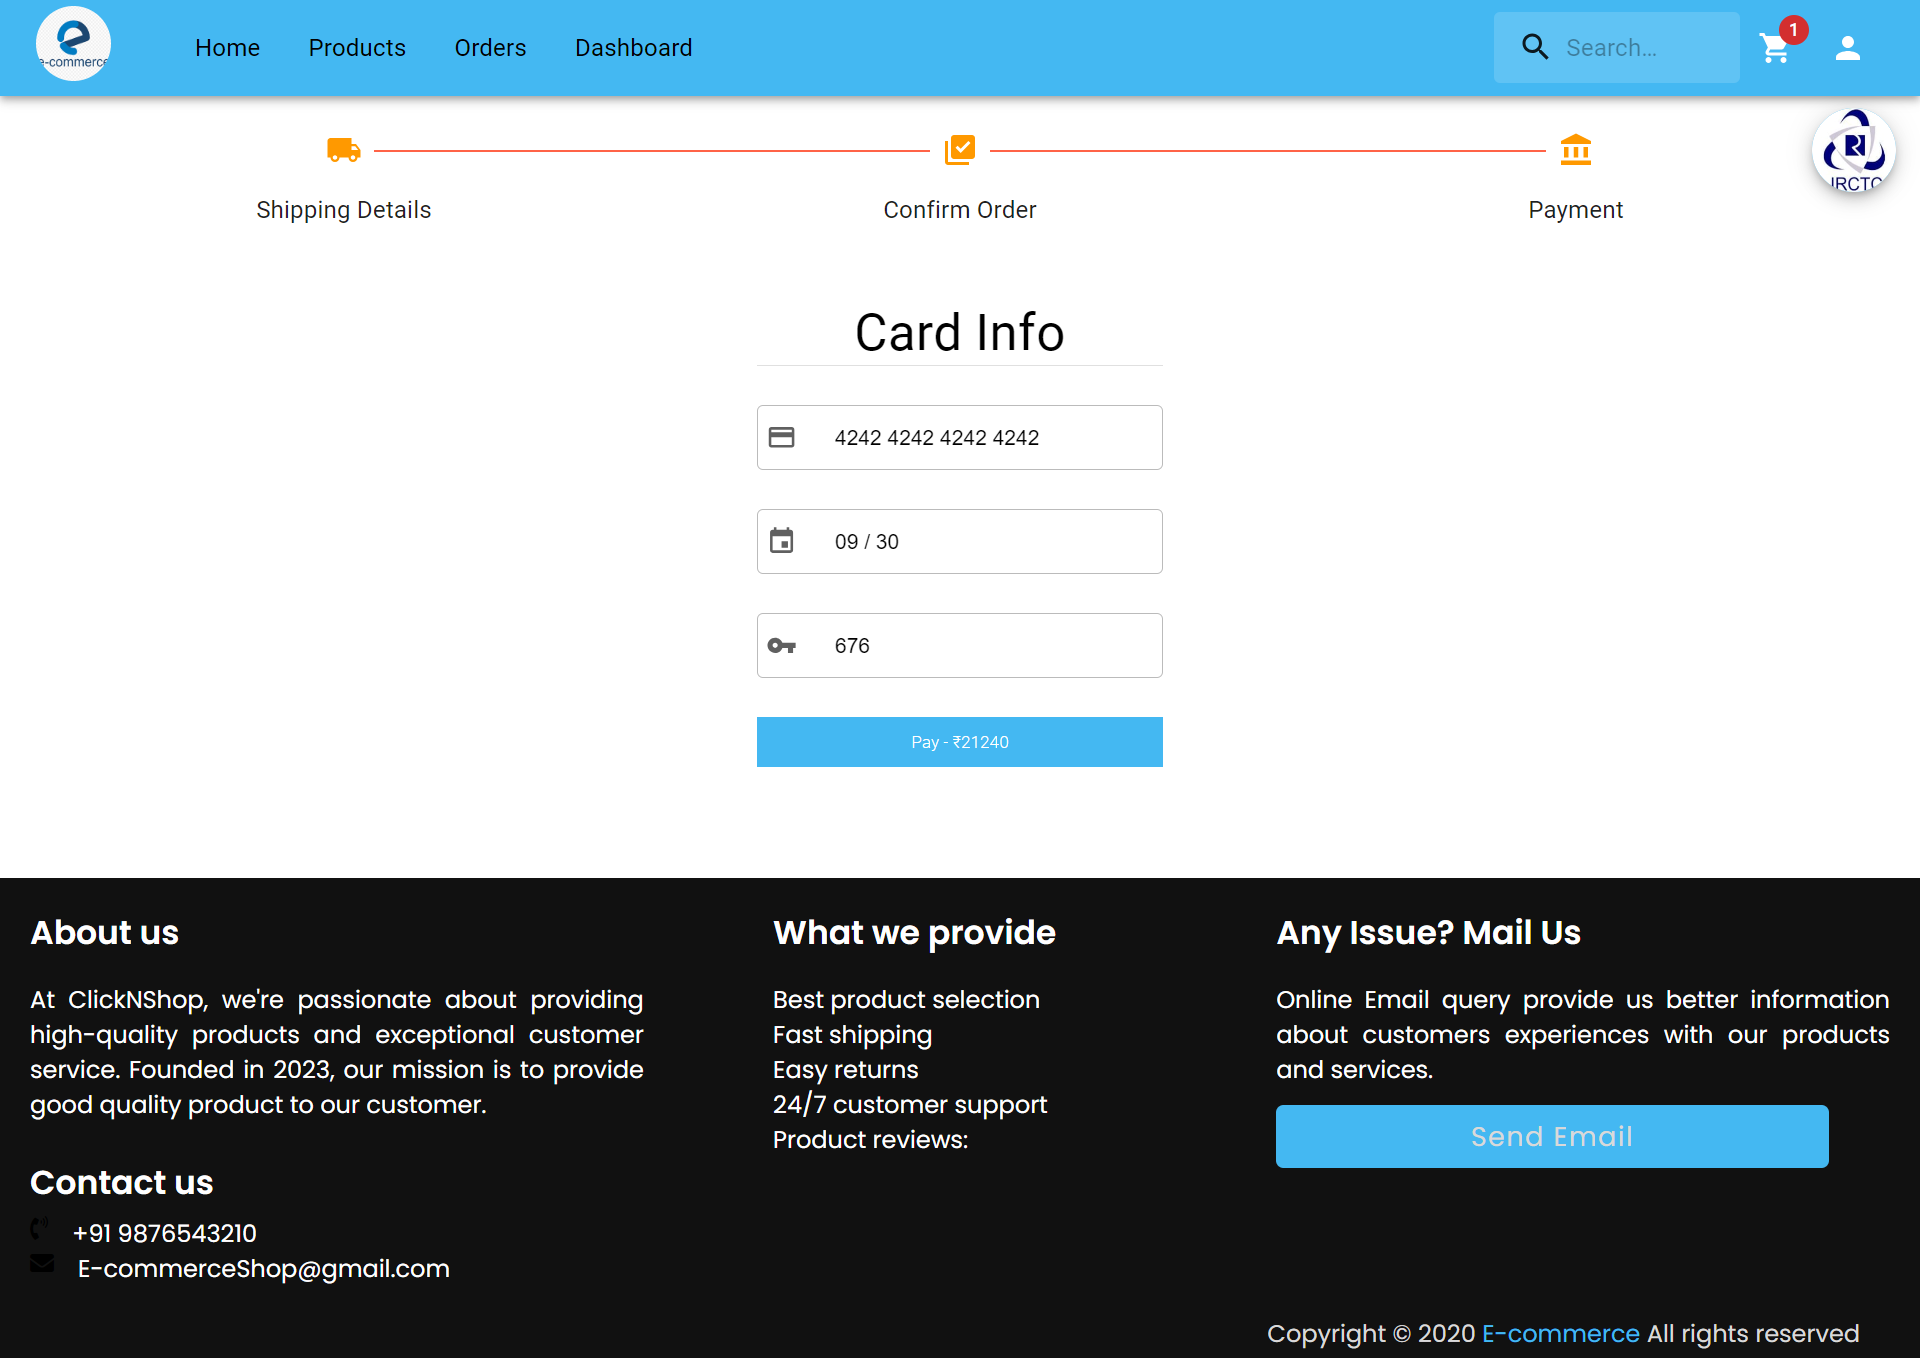 e-commerce
Home
Products
Orders
Dashboard
Search...
1
IRCTC
Shipping Details
Confirm Order
Payment
Card Info
4242 4242 4242 4242
09 / 30
676
Pay - ₹21240
About us
At ClickNShop, we're passionate about providing
high-quality products and exceptional customer
service. Founded in 2023, our mission is to provide
good quality product to our customer.
Contact us
+91 9876543210
E-commerceShop@gmail.com
What we provide
Best product selection
Fast shipping
Easy returns
24/7 customer support
Product reviews:
Any Issue? Mail Us
Online Email query provide us better information
about customers experiences with our products
and services.
Send Email
Copyright © 2020 E-commerce All rights reserved